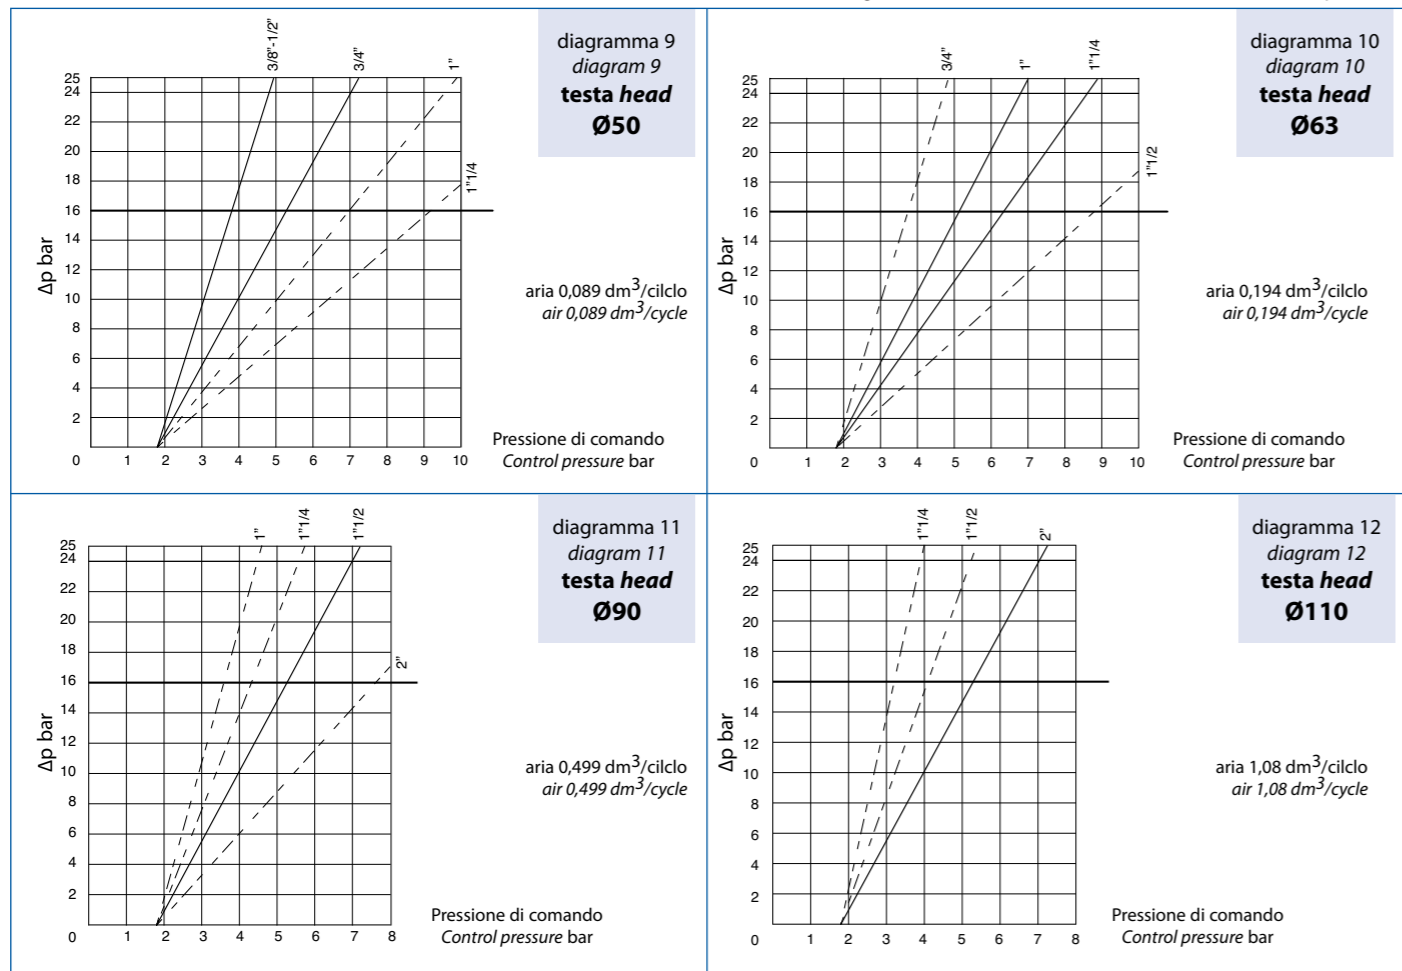 3/8"-1/2"
3/4"
1"
1"1/4
diagramma 9
diagram 9
testa head
Ø50
25
24
22
20
18
16
14
12
10
8
6
4
2
0 1 2 3 4 5 6 7 8 9 10
Δp bar
aria 0,089 dm³/cilclo
air 0,089 dm³/cycle
Pressione di comando
Control pressure bar
3/4"
1"
1"1/4
1"1/2
diagramma 10
diagram 10
testa head
Ø63
25
24
22
20
18
16
14
12
10
8
6
4
2
0 1 2 3 4 5 6 7 8 9 10
Δp bar
aria 0,194 dm³/cilclo
air 0,194 dm³/cycle
Pressione di comando
Control pressure bar
1"
1"1/4
1"1/2
2"
diagramma 11
diagram 11
testa head
Ø90
25
24
22
20
18
16
14
12
10
8
6
4
2
0 1 2 3 4 5 6 7 8
Δp bar
aria 0,499 dm³/cilclo
air 0,499 dm³/cycle
Pressione di comando
Control pressure bar
1"1/4
1"1/2
2"
diagramma 12
diagram 12
testa head
Ø110
25
24
22
20
18
16
14
12
10
8
6
4
2
0 1 2 3 4 5 6 7 8
Δp bar
aria 1,08 dm³/cilclo
air 1,08 dm³/cycle
Pressione di comando
Control pressure bar